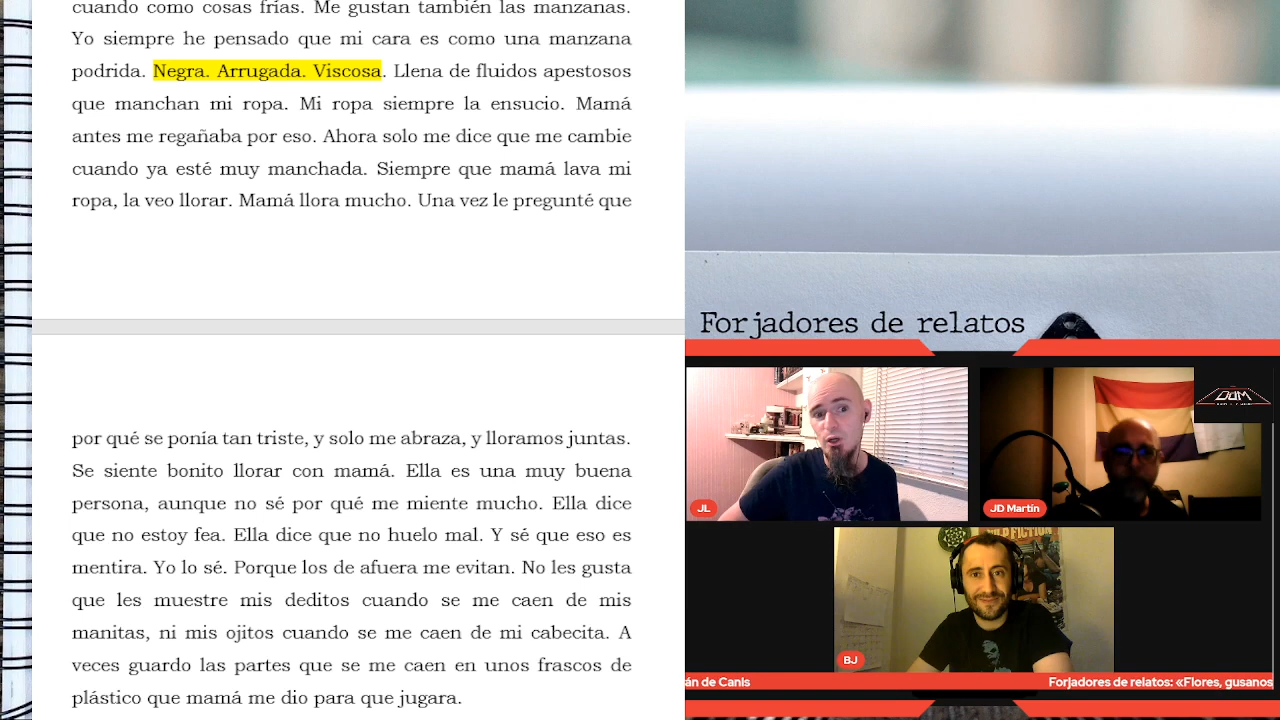 cuando como cosas frías. Me gustan también las manzanas.
Yo siempre he pensado que mi cara es como una manzana
podrida. Negra. Arrugada. Viscosa. Llena de fluidos apestosos
que manchan mi ropa. Mi ropa siempre la ensucio. Mamá
antes me regañaba por eso. Ahora solo me dice que me cambie
cuando ya esté muy manchada. Siempre que mamá lava mi
ropa, la veo llorar. Mamá llora mucho. Una vez le pregunté que
por qué se ponía tan triste, y solo me abraza, y lloramos juntas.
Se siente bonito llorar con mamá. Ella es una muy buena
persona, aunque no sé por qué me miente mucho. Ella dice
que no estoy fea. Ella dice que no huelo mal. Y sé que eso es
mentira. Yo lo sé. Porque los de afuera me evitan. No les gusta
que les muestre mis deditos cuando se me caen de mis
manitas, ni mis ojitos cuando se me caen de mi cabecita. A
veces guardo las partes que se me caen en unos frascos de
plástico que mamá me dio para que jugara.
Forjadores de relatos
JL
JD Martín
BJ
án de Canis
Forjadores de relatos: «Flores, gusanos